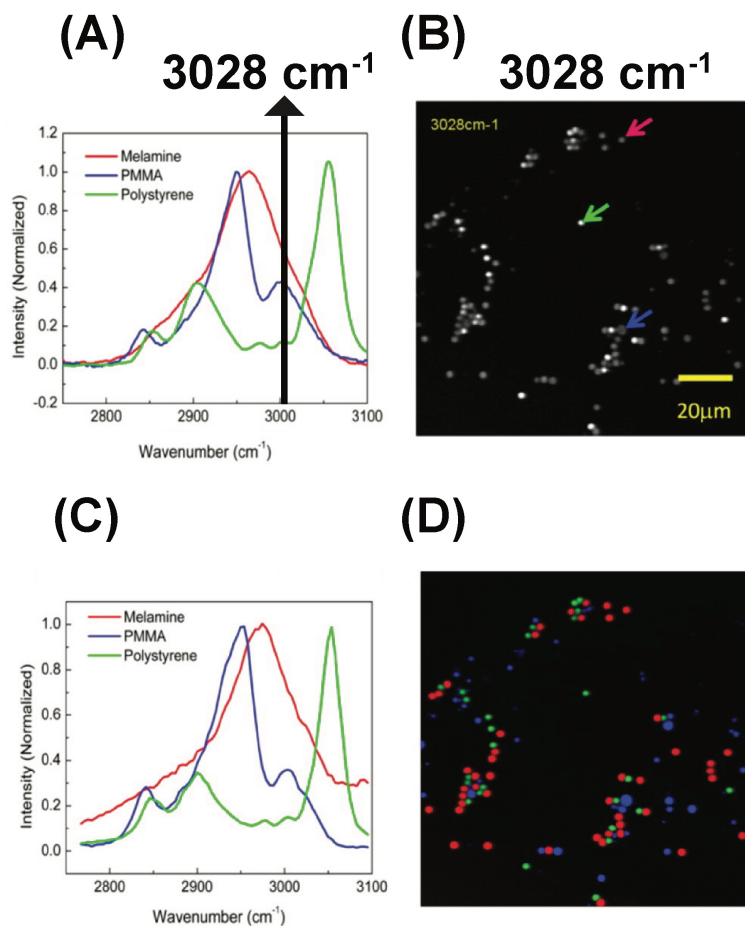 (A)
3028 cm-1
(B)
3028 cm-1
1.2
1.0
0.8
0.6
0.4
0.2
0.0
-0.2
Intensity (Normalized)
Melamine
PMMA
Polystyrene
2800 2900 3000 3100
Wavenumber (cm-1)
3028cm-1
20µm
(C)
(D)
1.0
0.8
0.6
0.4
0.2
0.0
Intensity (Normalized)
Melamine
PMMA
Polystyrene
2800 2900 3000 3100
Wavenumber (cm-1)